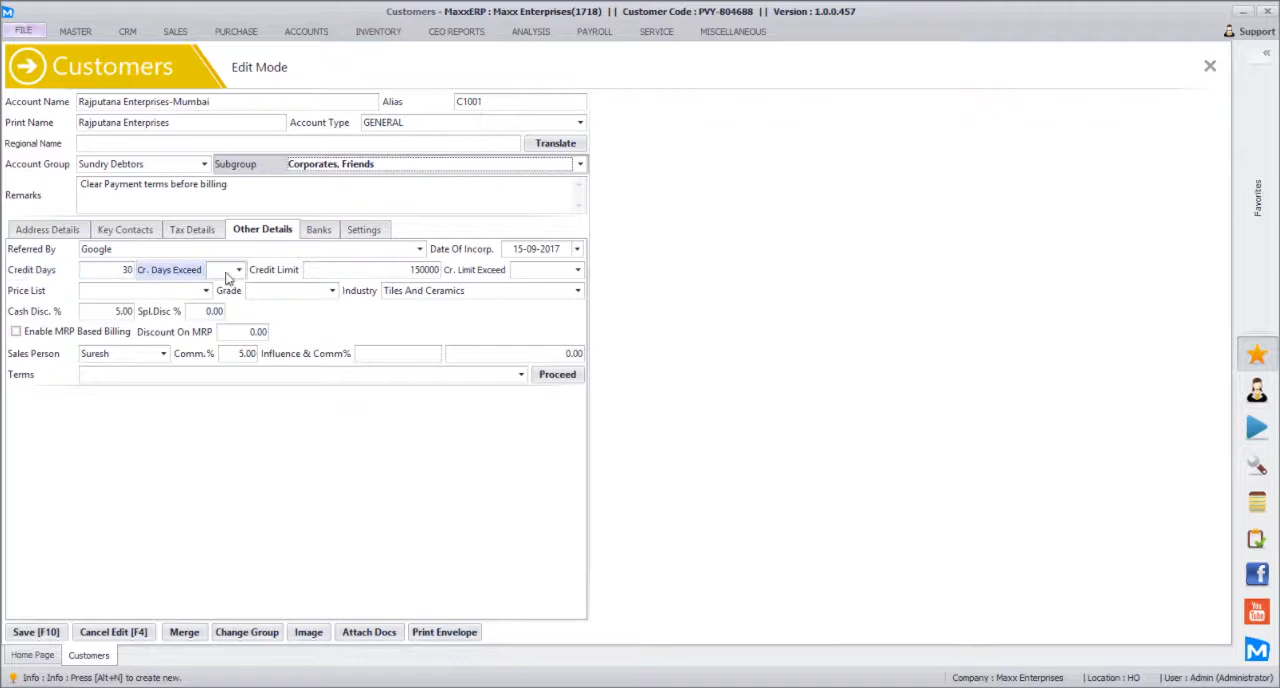 Customers - MaxxERP : Maxx Enterprises(1718) || Customer Code : PVY-804688 || Version : 1.0.0.457
FILE MASTER CRM SALES PURCHASE ACCOUNTS INVENTORY CEO REPORTS ANALYSIS PAYROLL SERVICE MISCELLANEOUS Support
Customers Edit Mode
Account Name Rajputana Enterprises-Mumbai Alias C1001
Print Name Rajputana Enterprises Account Type GENERAL
Regional Name Translate
Account Group Sundry Debtors Subgroup Corporates, Friends
Remarks Clear Payment terms before billing
Favorites
Address Details Key Contacts Tax Details Other Details Banks Settings
Referred By Google Date Of Incorp. 15-09-2017
Credit Days 30 Cr. Days Exceed Credit Limit 150000 Cr. Limit Exceed
Price List Grade Industry Tiles And Ceramics
Cash Disc. % 5.00 Spl.Disc % 0.00
Enable MRP Based Billing Discount On MRP 0.00
Sales Person Suresh Comm.% 5.00 Influence & Comm% 0.00
Terms Proceed
You Tube
Save [F10] Cancel Edit [F4] Merge Change Group Image Attach Docs Print Envelope
Home Page Customers
Info : Info : Press [Alt+N] to create new. Company : Maxx Enterprises | Location : HO | User : Admin (Administrator)